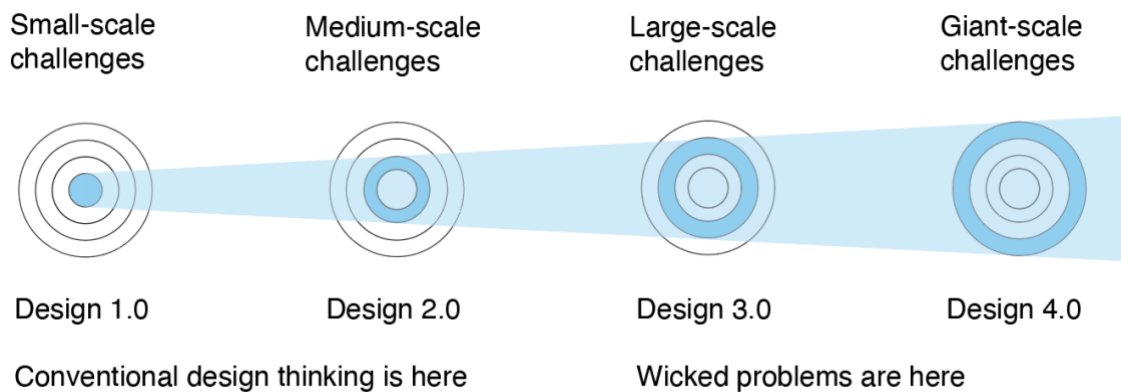 Small-scale
challenges
Medium-scale
challenges
Large-scale
challenges
Giant-scale
challenges
Design 1.0
Design 2.0
Design 3.0
Design 4.0
Conventional design thinking is here
Wicked problems are here